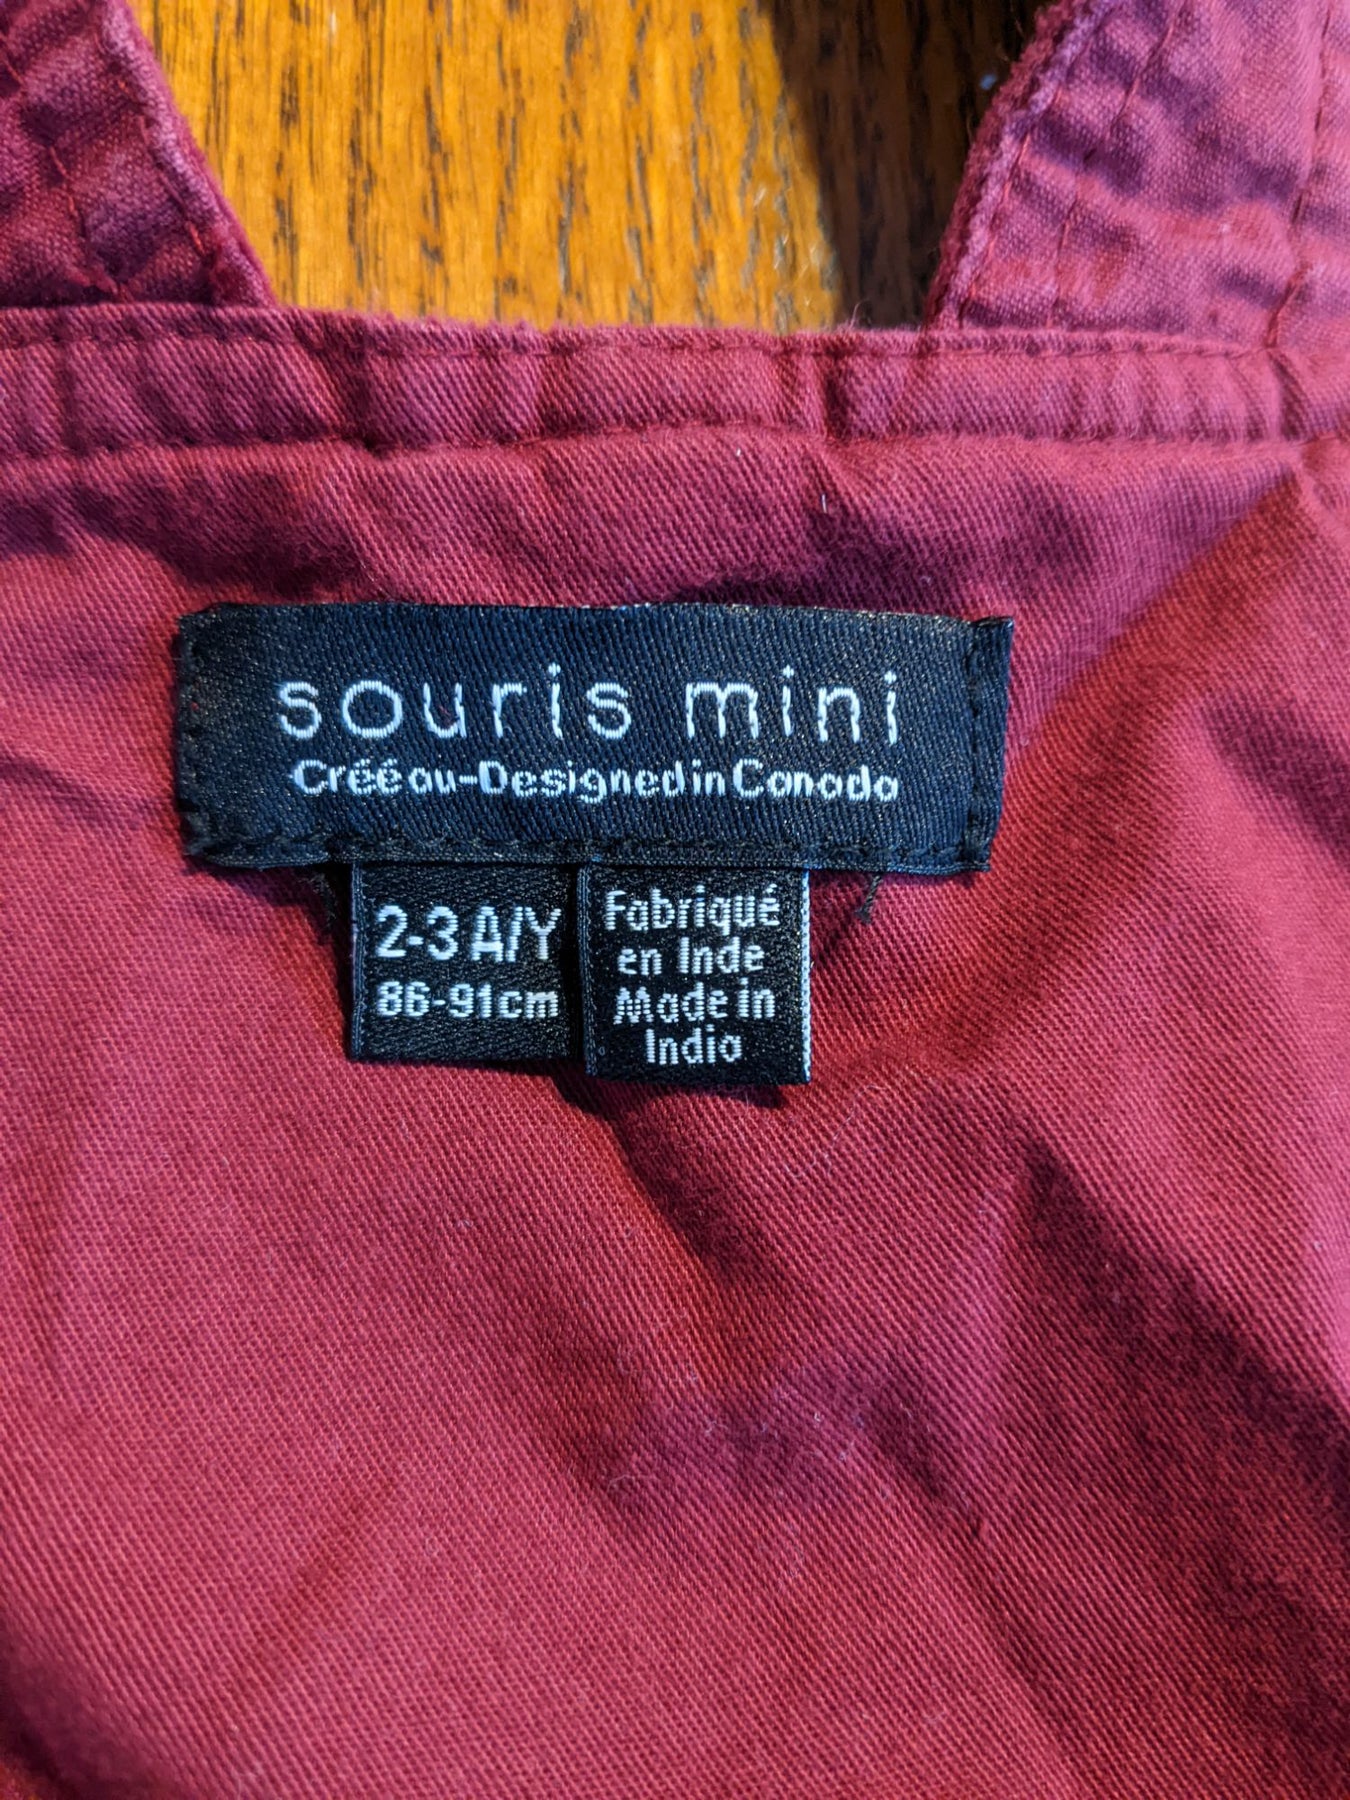 souris mini
Créé au-Designed in Canada
2-3 A/Y
86-91cm
Fabriqué
en Inde
Made in
India